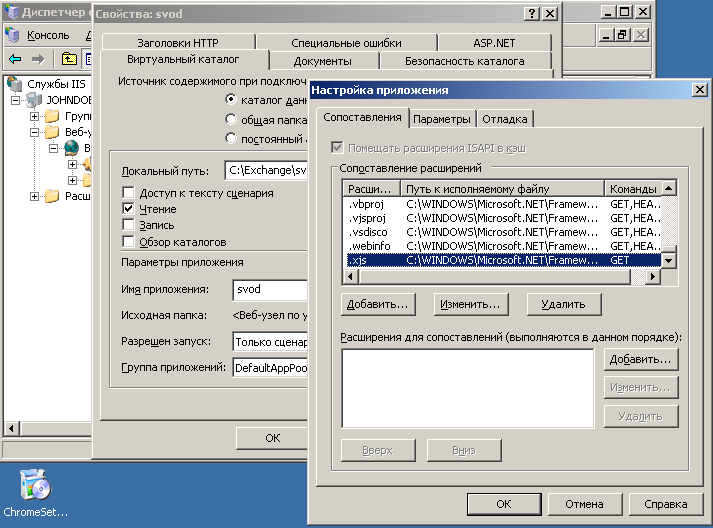 Диспетчер с
Консоль
Службы IIS
JOHNDOE
Груп
Веб-у
В
Расш
Свойства: svod
Заголовки HTTP
Специальные ошибки
ASP.NET
Виртуальный каталог
Документы
Безопасность каталога
Источник содержимого при подключ
каталог данн
общая папка
постоянный
Локальный путь:
C:\Exchange\sv
Доступ к тексту сценария
Чтение
Запись
Обзор каталогов
Параметры приложения
Имя приложения:
svod
Исходная папка:
<Веб-узел по у
Разрешен запуск:
Только сценар
Группа приложений:
DefaultAppPoo
OK
Настройка приложения
Сопоставления
Параметры
Отладка
Помещать расширения ISAPI в кэш
Сопоставление расширений
Расши...
Путь к исполняемому файлу
Команды
.vbproj
C:\WINDOWS\Microsoft.NET\Framew...
GET,HEA...
.vjsproj
C:\WINDOWS\Microsoft.NET\Framew...
GET,HEA...
.vsdisco
C:\WINDOWS\Microsoft.NET\Framew...
GET,HEA...
.webinfo
C:\WINDOWS\Microsoft.NET\Framew...
GET,HEA...
.xjs
C:\WINDOWS\Microsoft.NET\Framew...
GET
Добавить...
Изменить...
Удалить
Расширения для сопоставлений (выполняются в данном порядке):
Добавить...
Изменить...
Удалить
Вверх
Вниз
OK
Отмена
Справка
ChromeSet...